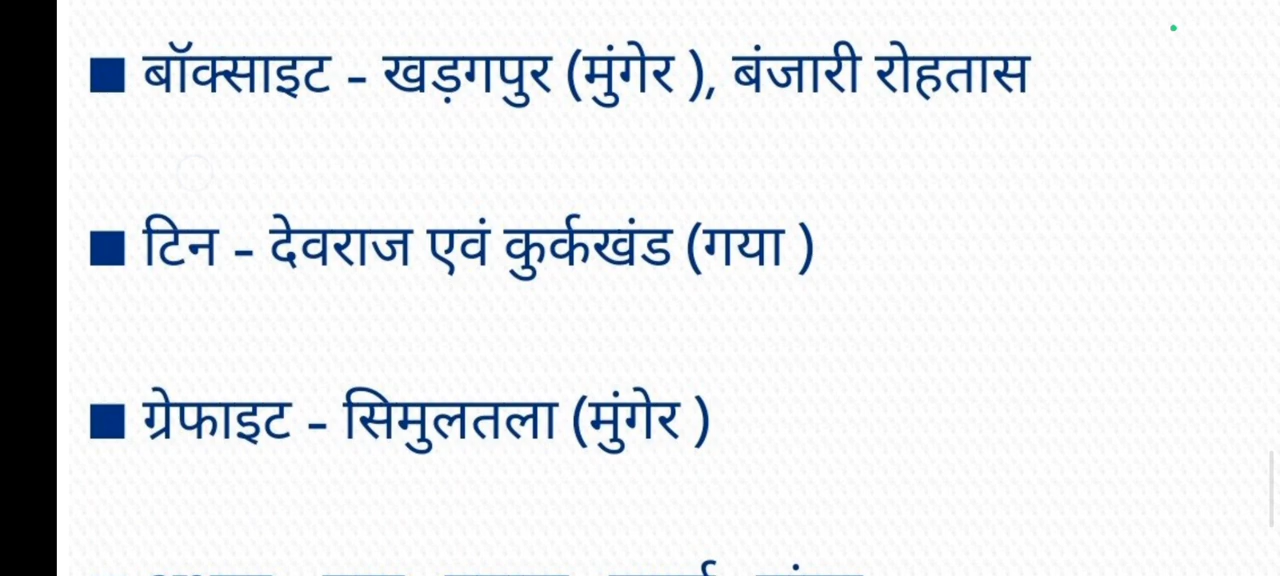 ■ बॉक्साइट - खड़गपुर (मुंगेर ), बंजारी रोहतास
■ टिन - देवराज एवं कुर्कखंड (गया )
■ ग्रेफाइट - सिमुलतला (मुंगेर )